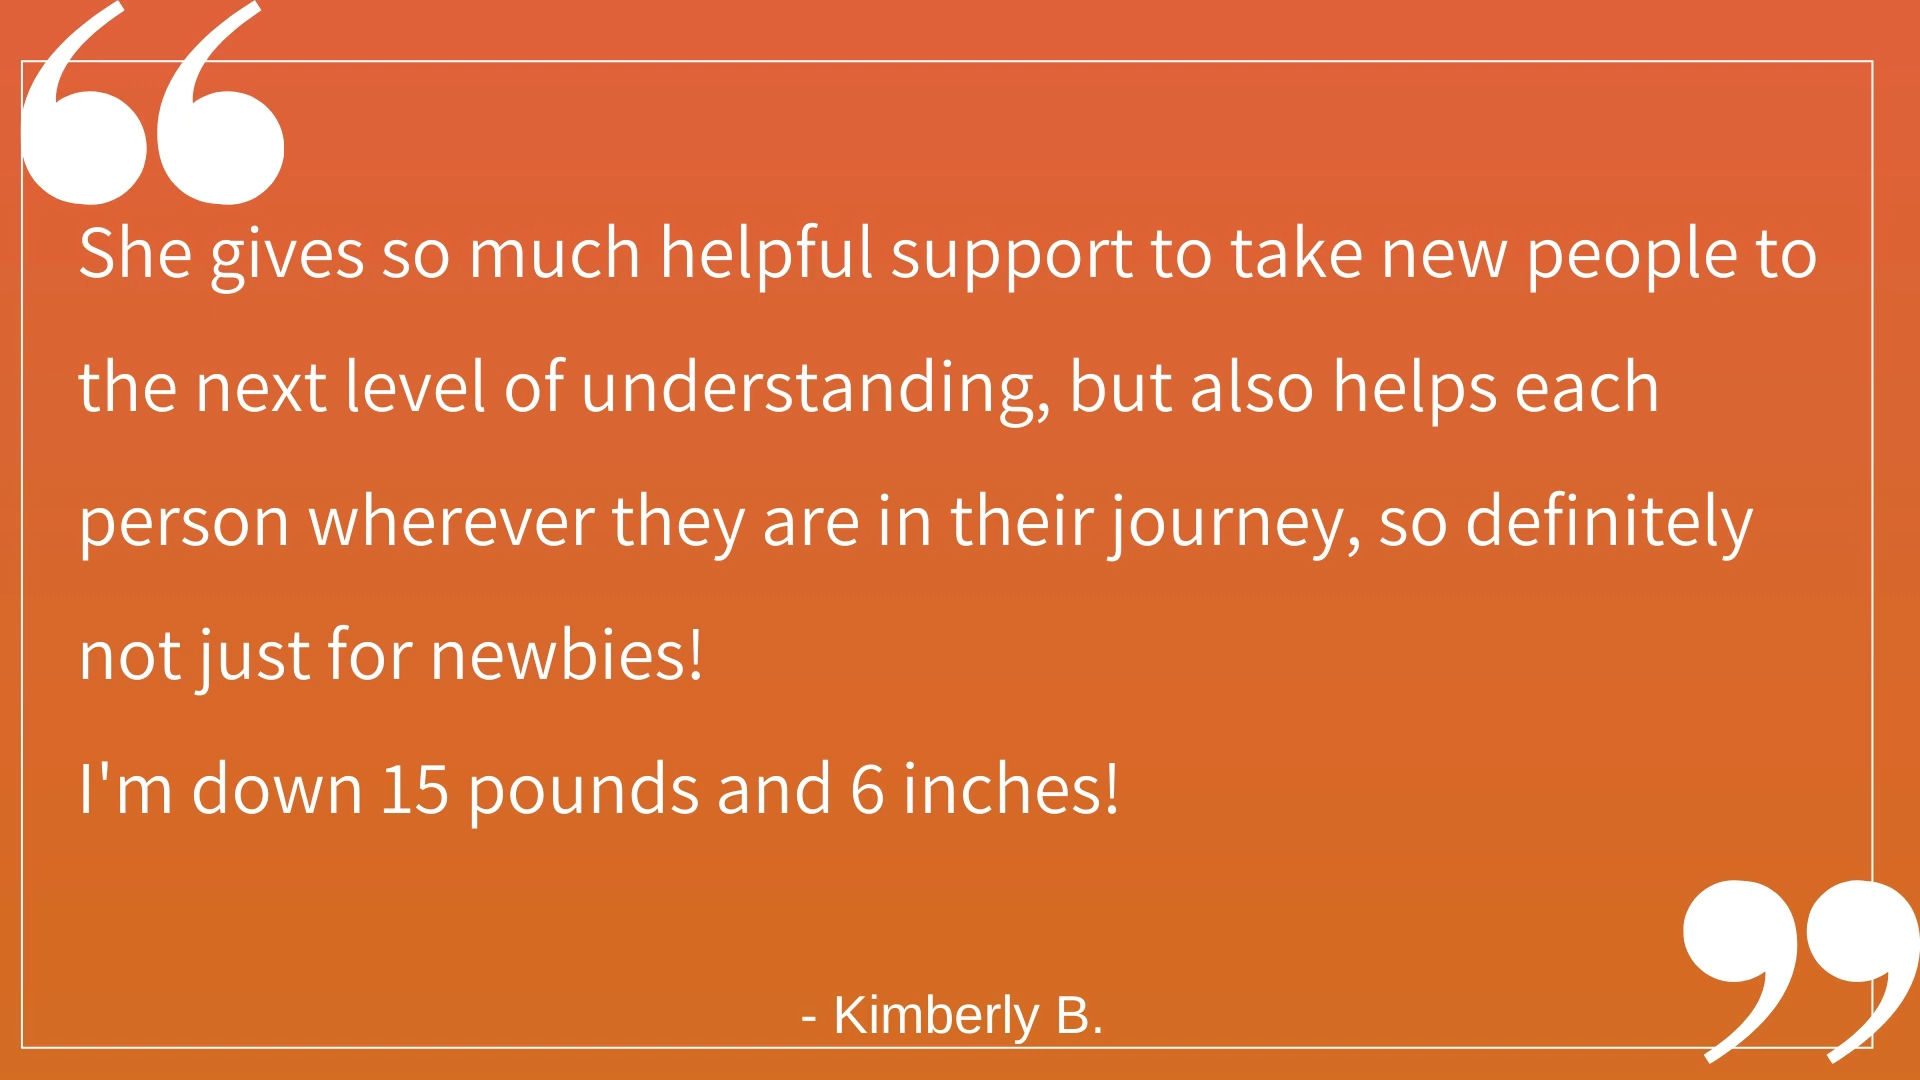 “
She gives so much helpful support to take new people to
the next level of understanding, but also helps each
person wherever they are in their journey, so definitely
not just for newbies!
I'm down 15 pounds and 6 inches!
”
- Kimberly B.